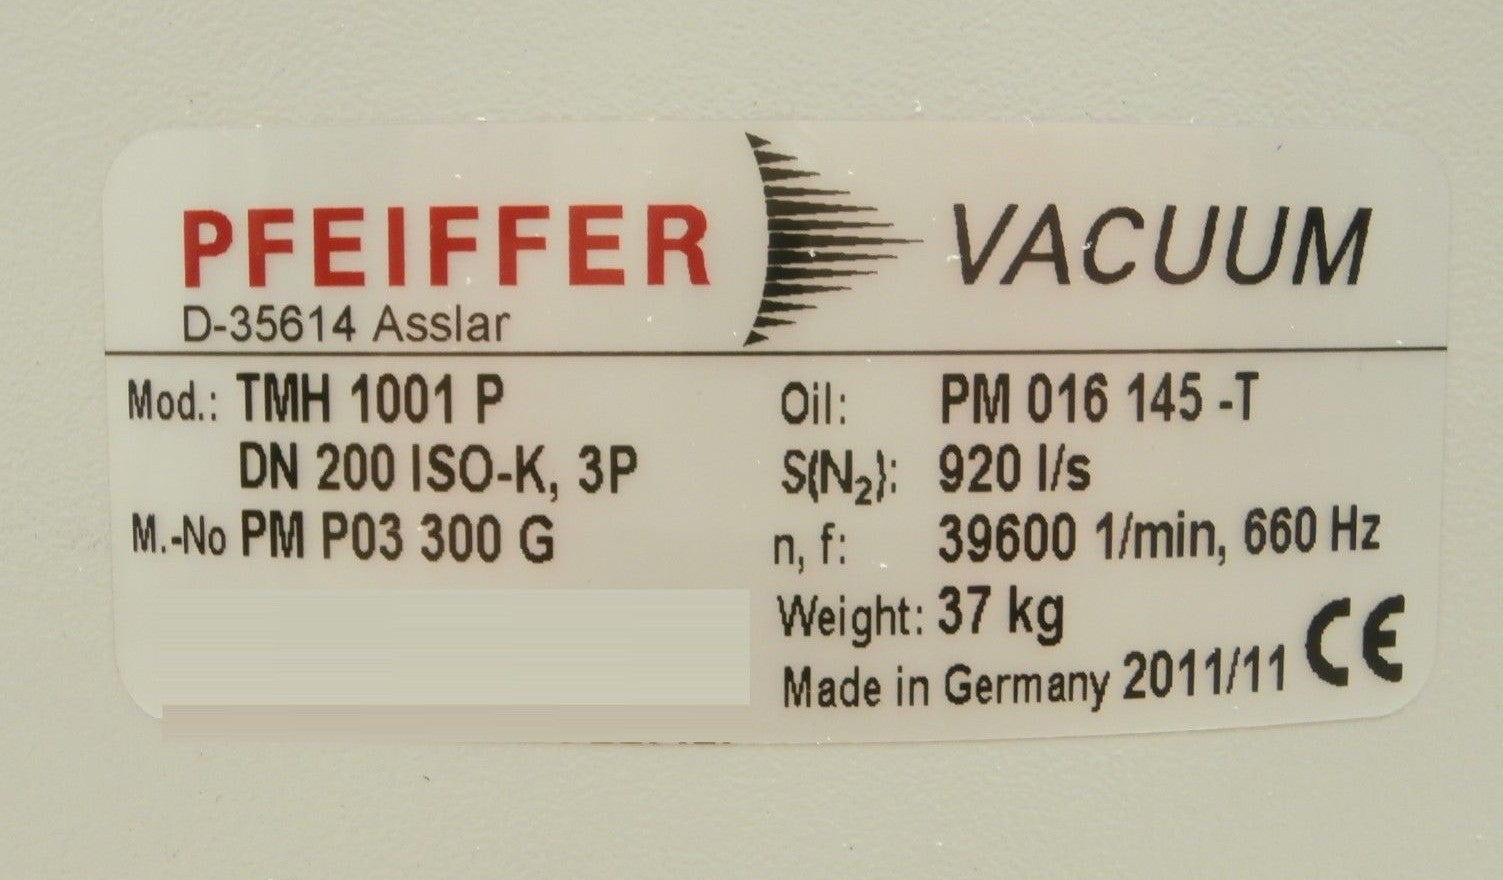 PFEIFFER VACUUM
D-35614 Asslar
Mod.: TMH 1001 P
DN 200 ISO-K, 3P
M.-No PM P03 300 G
Oil: PM 016 145 -T
S(N₂): 920 l/s
n, f: 39600 1/min, 660 Hz
Weight: 37 kg
Made in Germany 2011/11 CE